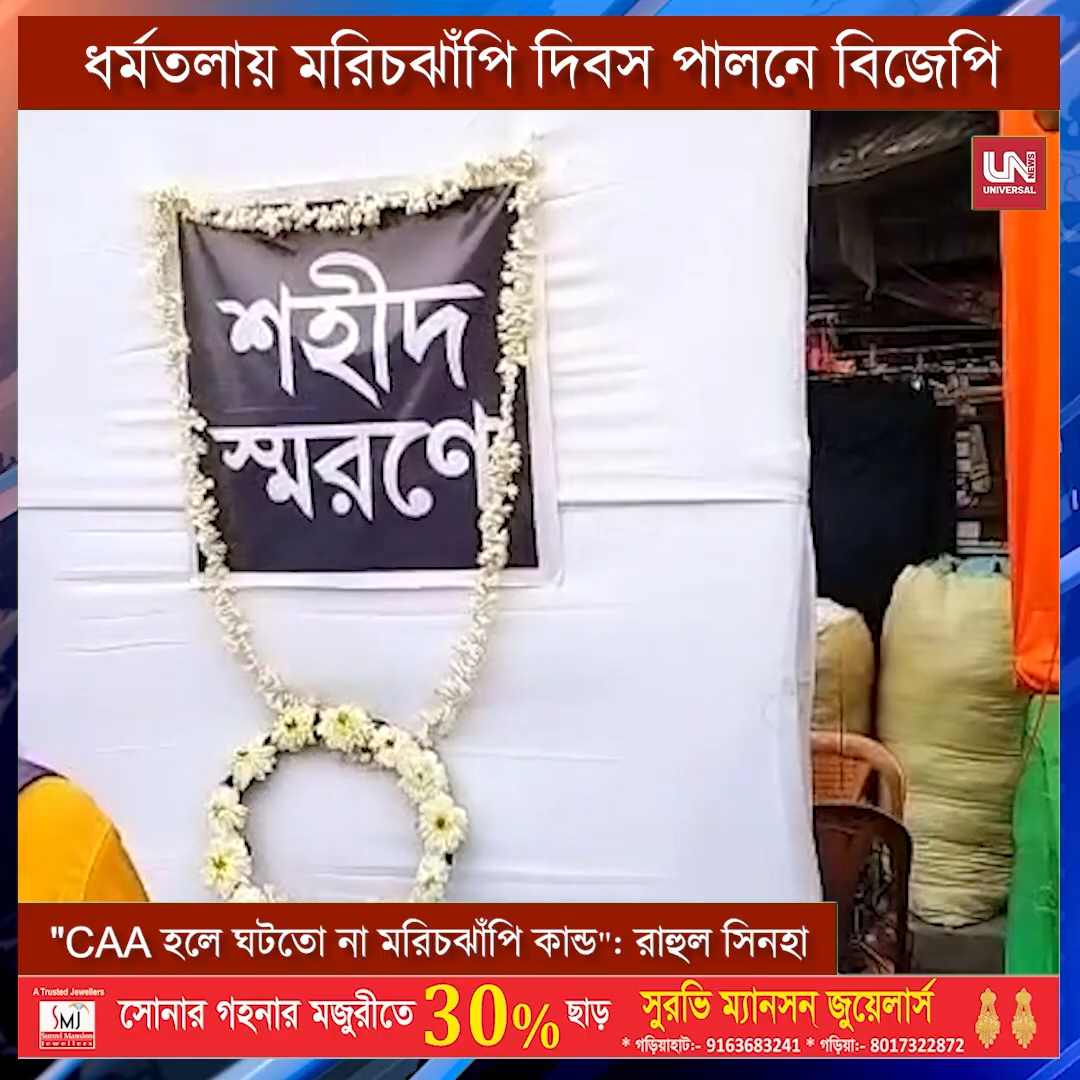 ধর্মতলায় মরিচঝাঁপি দিবস পালনে বিজেপি
UN NEWS
UNIVERSAL
শহীদ
স্মরণে
"CAA হলে ঘটতো না মরিচঝাঁপি কান্ড": রাহুল সিনহা
A Trusted Jewellers
SMJ
Surovi Mansion
Jewellers
সোনার গহনার মজুরীতে 30% ছাড়
সুরভি ম্যানসন জুয়েলার্স
* গড়িয়াহাট:- 9163683241 * গড়িয়া:- 8017322872